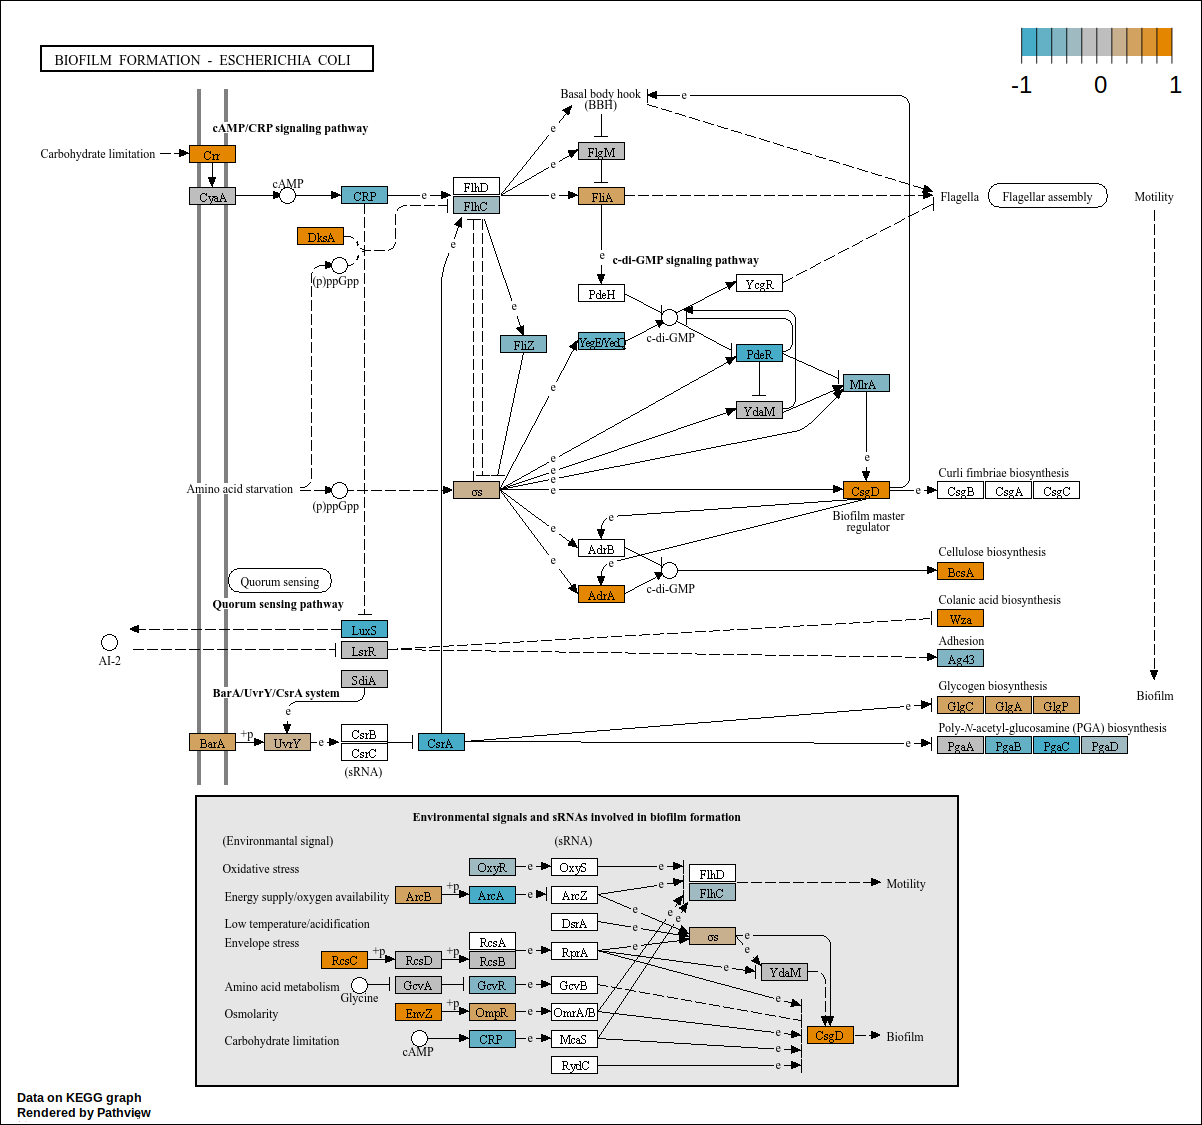 BIOFILM FORMATION - ESCHERICHIA COLI
-1 0 1
Basal body hook
(BBH)
e
cAMP/CRP signaling pathway
e
Carbohydrate limitation
Crr
FlgM
e
cAMP
CyaA
CRP
e
FlhD
FlhC
e
FliA
Flagella
Flagellar assembly
Motility
DksA
e
(p)ppGpp
e
c-di-GMP signaling pathway
PdeH
YcgR
e
FliZ
YegE/YedQ
c-di-GMP
PdeR
MlrA
e
YdaM
e
e
e
e
e
Curli fimbriae biosynthesis
Amino acid starvation
(p)ppGpp
σs
CsgD
e
CsgB
CsgA
CsgC
Biofilm master
regulator
e
e
AdrB
e
e
AdrA
c-di-GMP
Cellulose biosynthesis
BcsA
Quorum sensing
Quorum sensing pathway
Colanic acid biosynthesis
Wza
LuxS
LsrR
AI-2
Adhesion
Ag43
SdiA
BarA/UvrY/CsrA system
e
Glycogen biosynthesis
e
GlgC
GlgA
GlgP
Biofilm
BarA
+p
UvrY
e
CsrB
CsrC
(sRNA)
CsrA
Poly-N-acetyl-glucosamine (PGA) biosynthesis
e
PgaA
PgaB
PgaC
PgaD
Environmental signals and sRNAs involved in biofilm formation
(Environmantal signal)
(sRNA)
Oxidative stress
OxyR
e
OxyS
e
FlhD
FlhC
Motility
Energy supply/oxygen availability
ArcB
+p
ArcA
e
ArcZ
e
e
e
e
Low temperature/acidification
DsrA
Envelope stress
RcsC
+p
RcsD
+p
RcsA
RcsB
e
RprA
e
σs
e
e
e
YdaM
Amino acid metabolism
Glycine
GcvA
GcvR
e
GcvB
e
Osmolarity
EnvZ
+p
OmpR
e
OmrA/B
e
CsgD
Biofilm
Carbohydrate limitation
cAMP
CRP
e
McaS
e
RydC
e
Data on KEGG graph
Rendered by Pathview